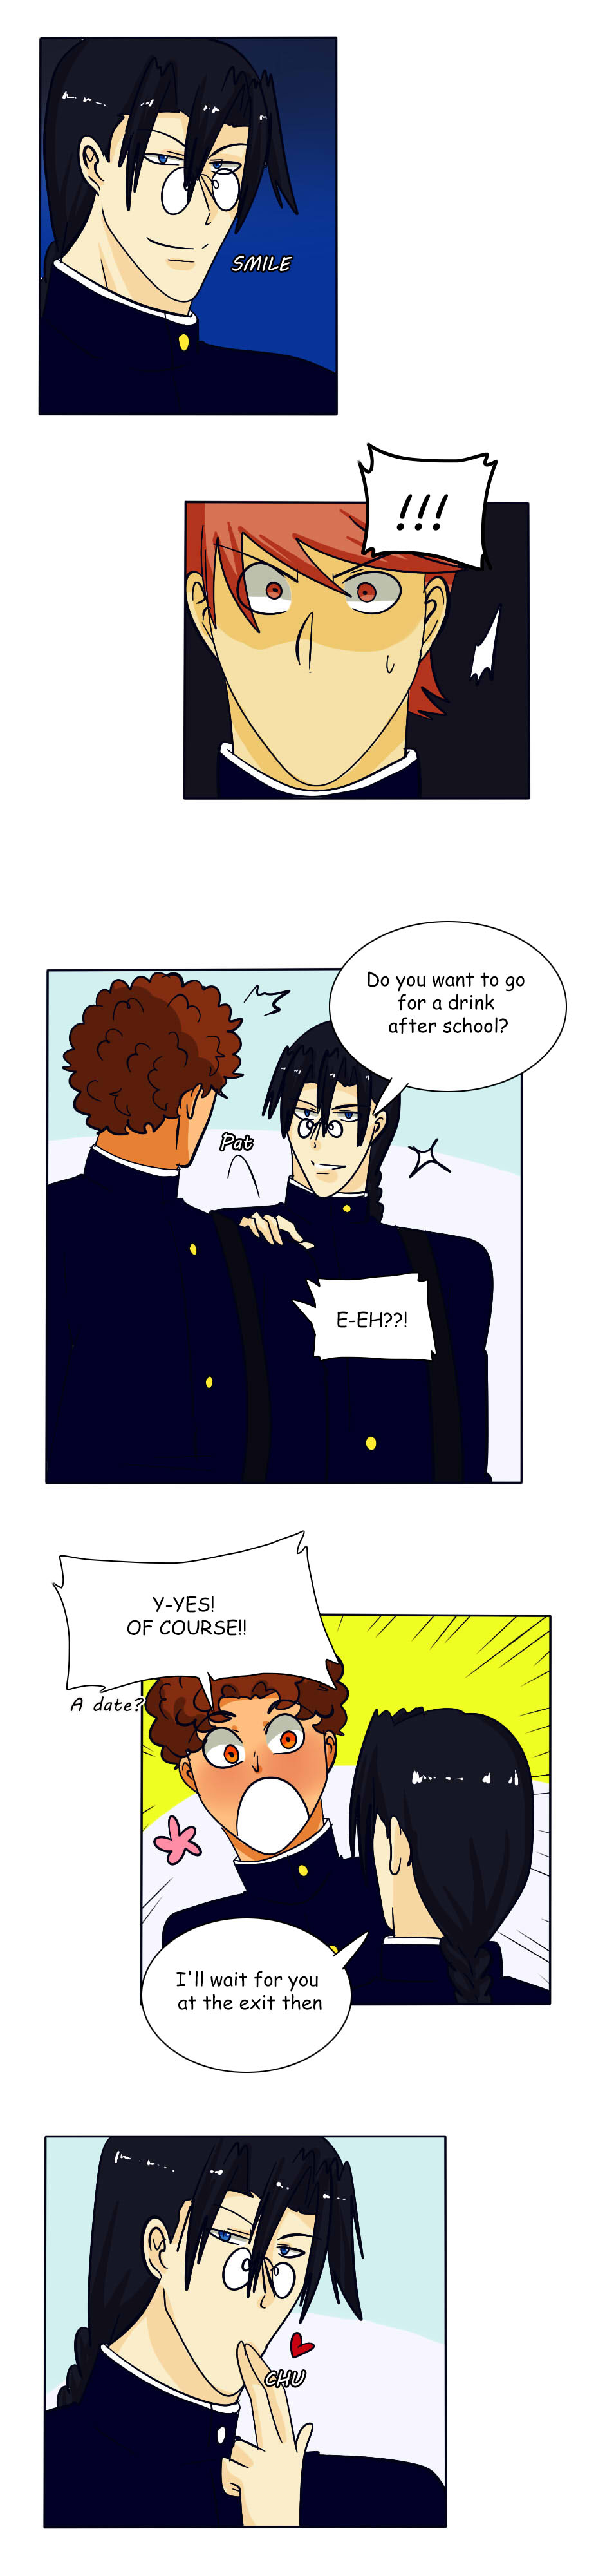 SMILE
!!!
Do you want to go
for a drink
after school?
Pat
E-EH??!
Y-YES!
OF COURSE!!
A date?
I'll wait for you
at the exit then
CHU